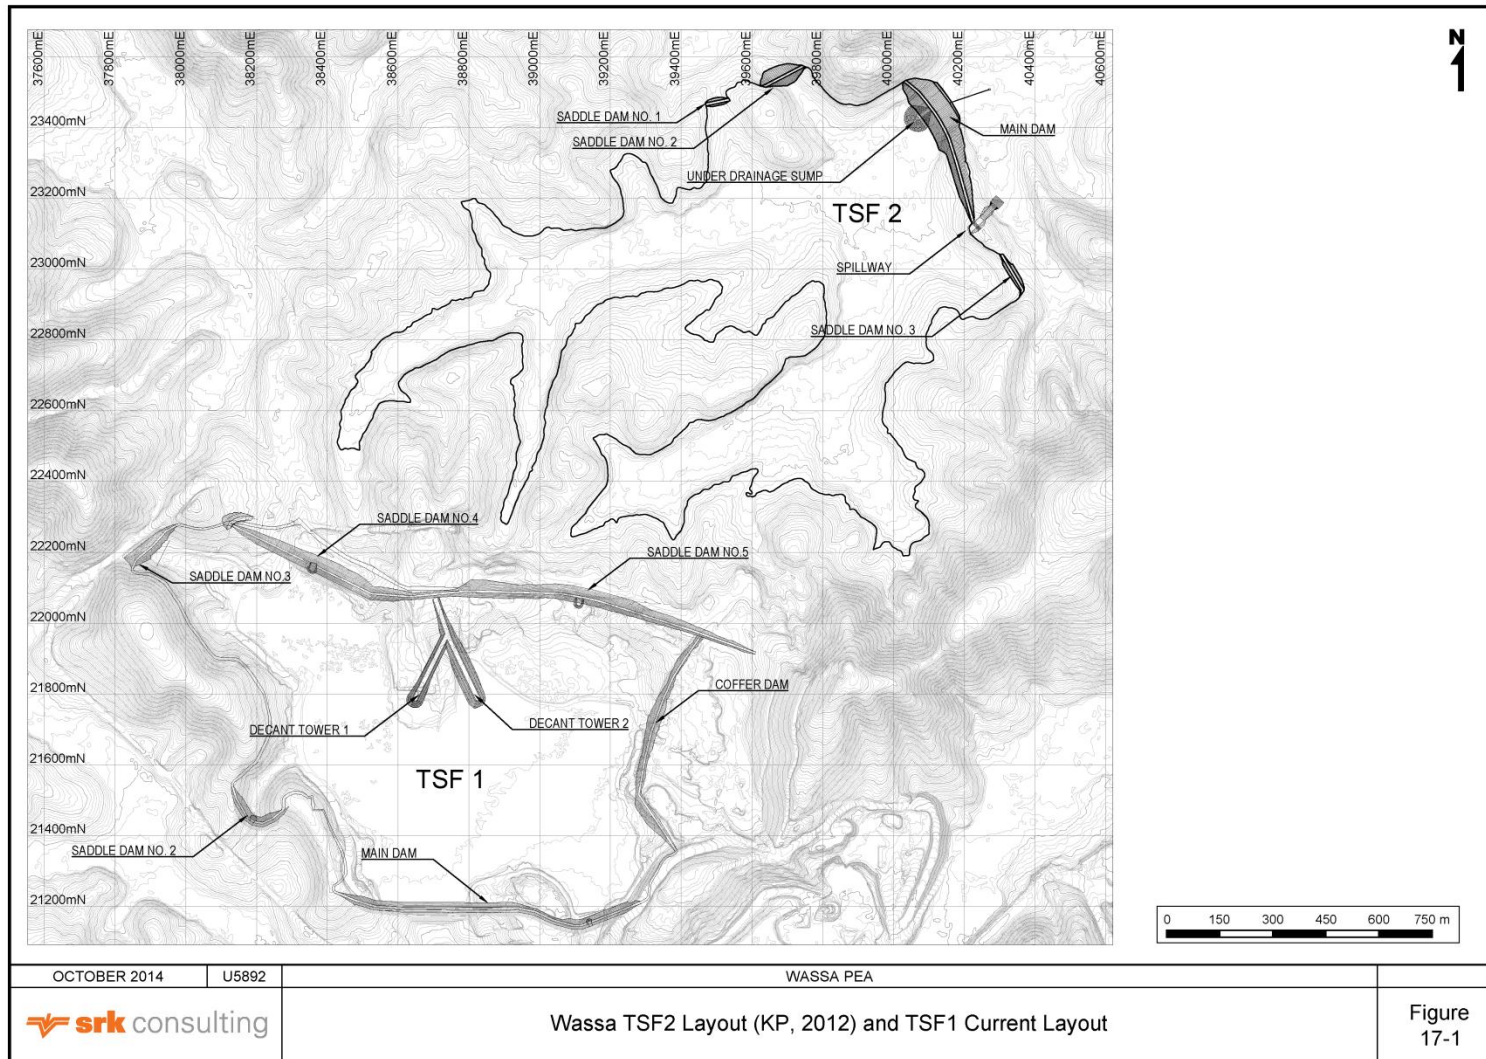 37600mE
37800mE
38000mE
38200mE
38400mE
38600mE
38800mE
39000mE
39200mE
39400mE
39600mE
39800mE
40000mE
40200mE
40400mE
40600mE
N
23400mN
23200mN
23000mN
22800mN
22600mN
22400mN
22200mN
22000mN
21800mN
21600mN
21400mN
21200mN
SADDLE DAM NO. 1
SADDLE DAM NO. 2
MAIN DAM
UNDER DRAINAGE SUMP
TSF 2
SPILLWAY
SADDLE DAM NO. 3
SADDLE DAM NO.4
SADDLE DAM NO.5
SADDLE DAM NO.3
COFFER DAM
DECANT TOWER 1
DECANT TOWER 2
TSF 1
SADDLE DAM NO. 2
MAIN DAM
0 150 300 450 600 750 m
OCTOBER 2014 U5892 WASSA PEA
srk consulting
Wassa TSF2 Layout (KP, 2012) and TSF1 Current Layout
Figure
17-1